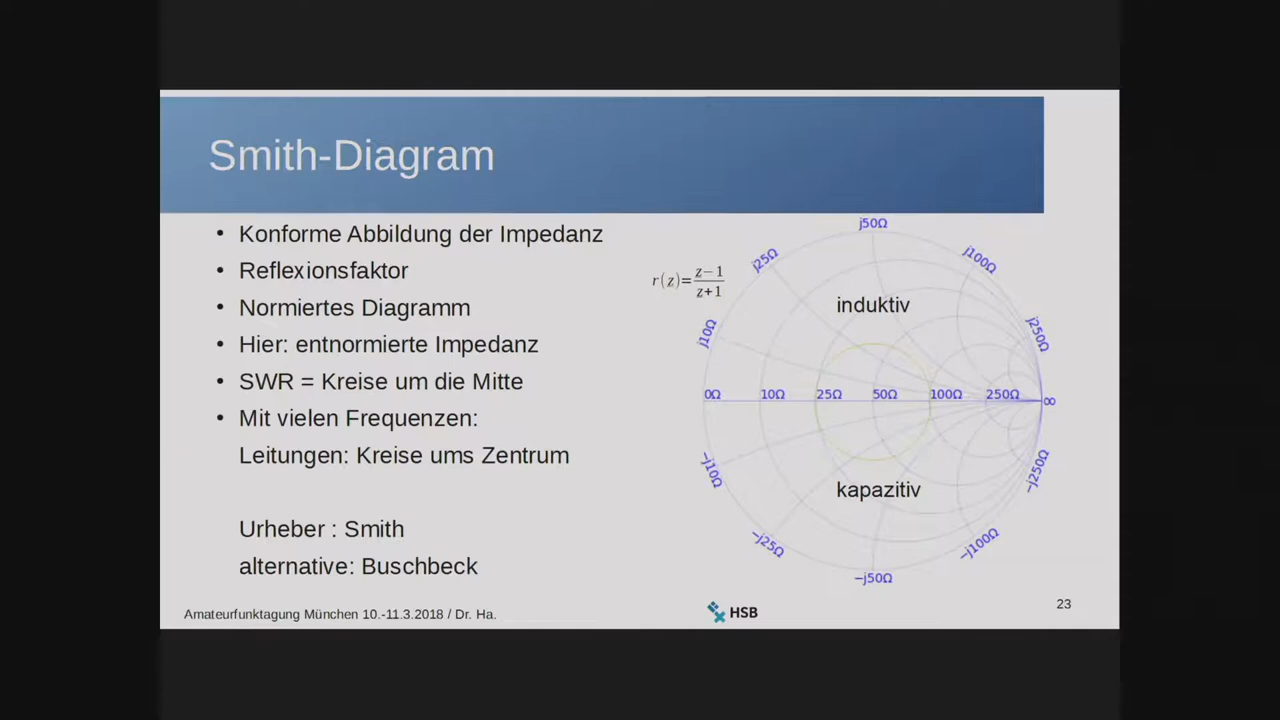 Smith-Diagram
• Konforme Abbildung der Impedanz
• Reflexionsfaktor
• Normiertes Diagramm
• Hier: entnormierte Impedanz
• SWR = Kreise um die Mitte
• Mit vielen Frequenzen:
Leitungen: Kreise ums Zentrum
Urheber : Smith
alternative: Buschbeck
r(z)=z−1/z+1
j50Ω
j25Ω
j100Ω
induktiv
j10Ω
j250Ω
0Ω 10Ω 25Ω 50Ω 100Ω 250Ω ∞
−j10Ω
−j250Ω
kapazitiv
−j25Ω
−j100Ω
−j50Ω
Amateurfunktagung München 10.-11.3.2018 / Dr. Ha.
HSB
23